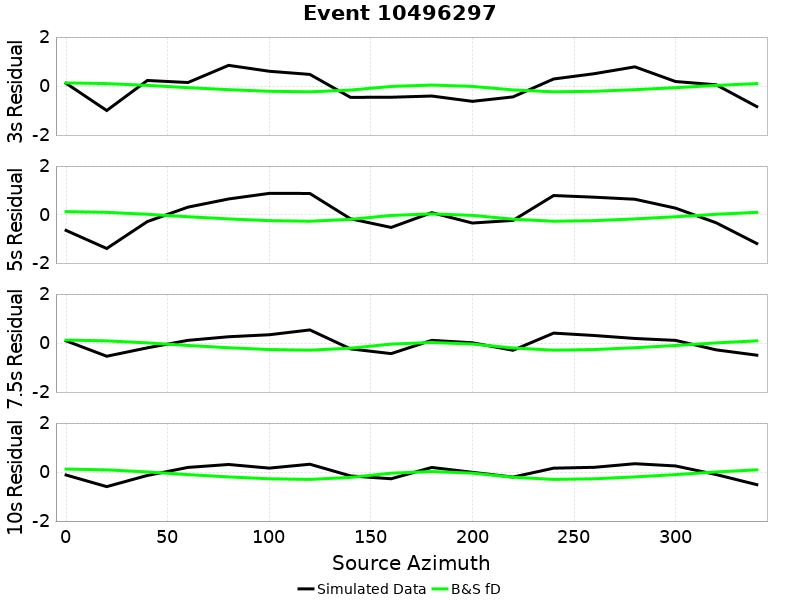 Event 10496297
3s Residual
2
0
-2
5s Residual
2
0
-2
7.5s Residual
2
0
-2
10s Residual
2
0
-2
0 50 100 150 200 250 300
Source Azimuth
Simulated Data B&S fD